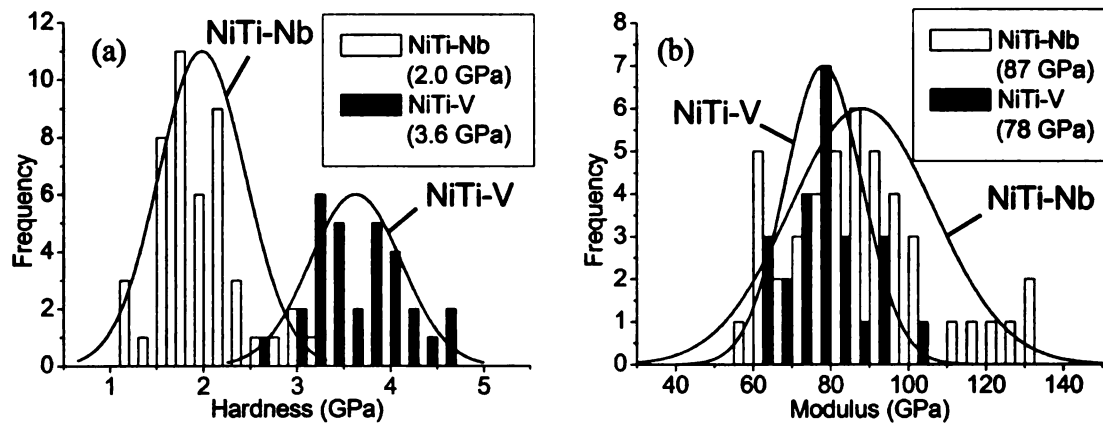 (a)
NiTi-Nb
NiTi-Nb
(2.0 GPa)
NiTi-V
(3.6 GPa)
NiTi-V
Frequency
12
10
8
6
4
2
0
1 2 3 4 5
Hardness (GPa)
(b)
NiTi-Nb
(87 GPa)
NiTi-V
(78 GPa)
NiTi-V
NiTi-Nb
Frequency
8
7
6
5
4
3
2
1
0
40 60 80 100 120 140
Modulus (GPa)